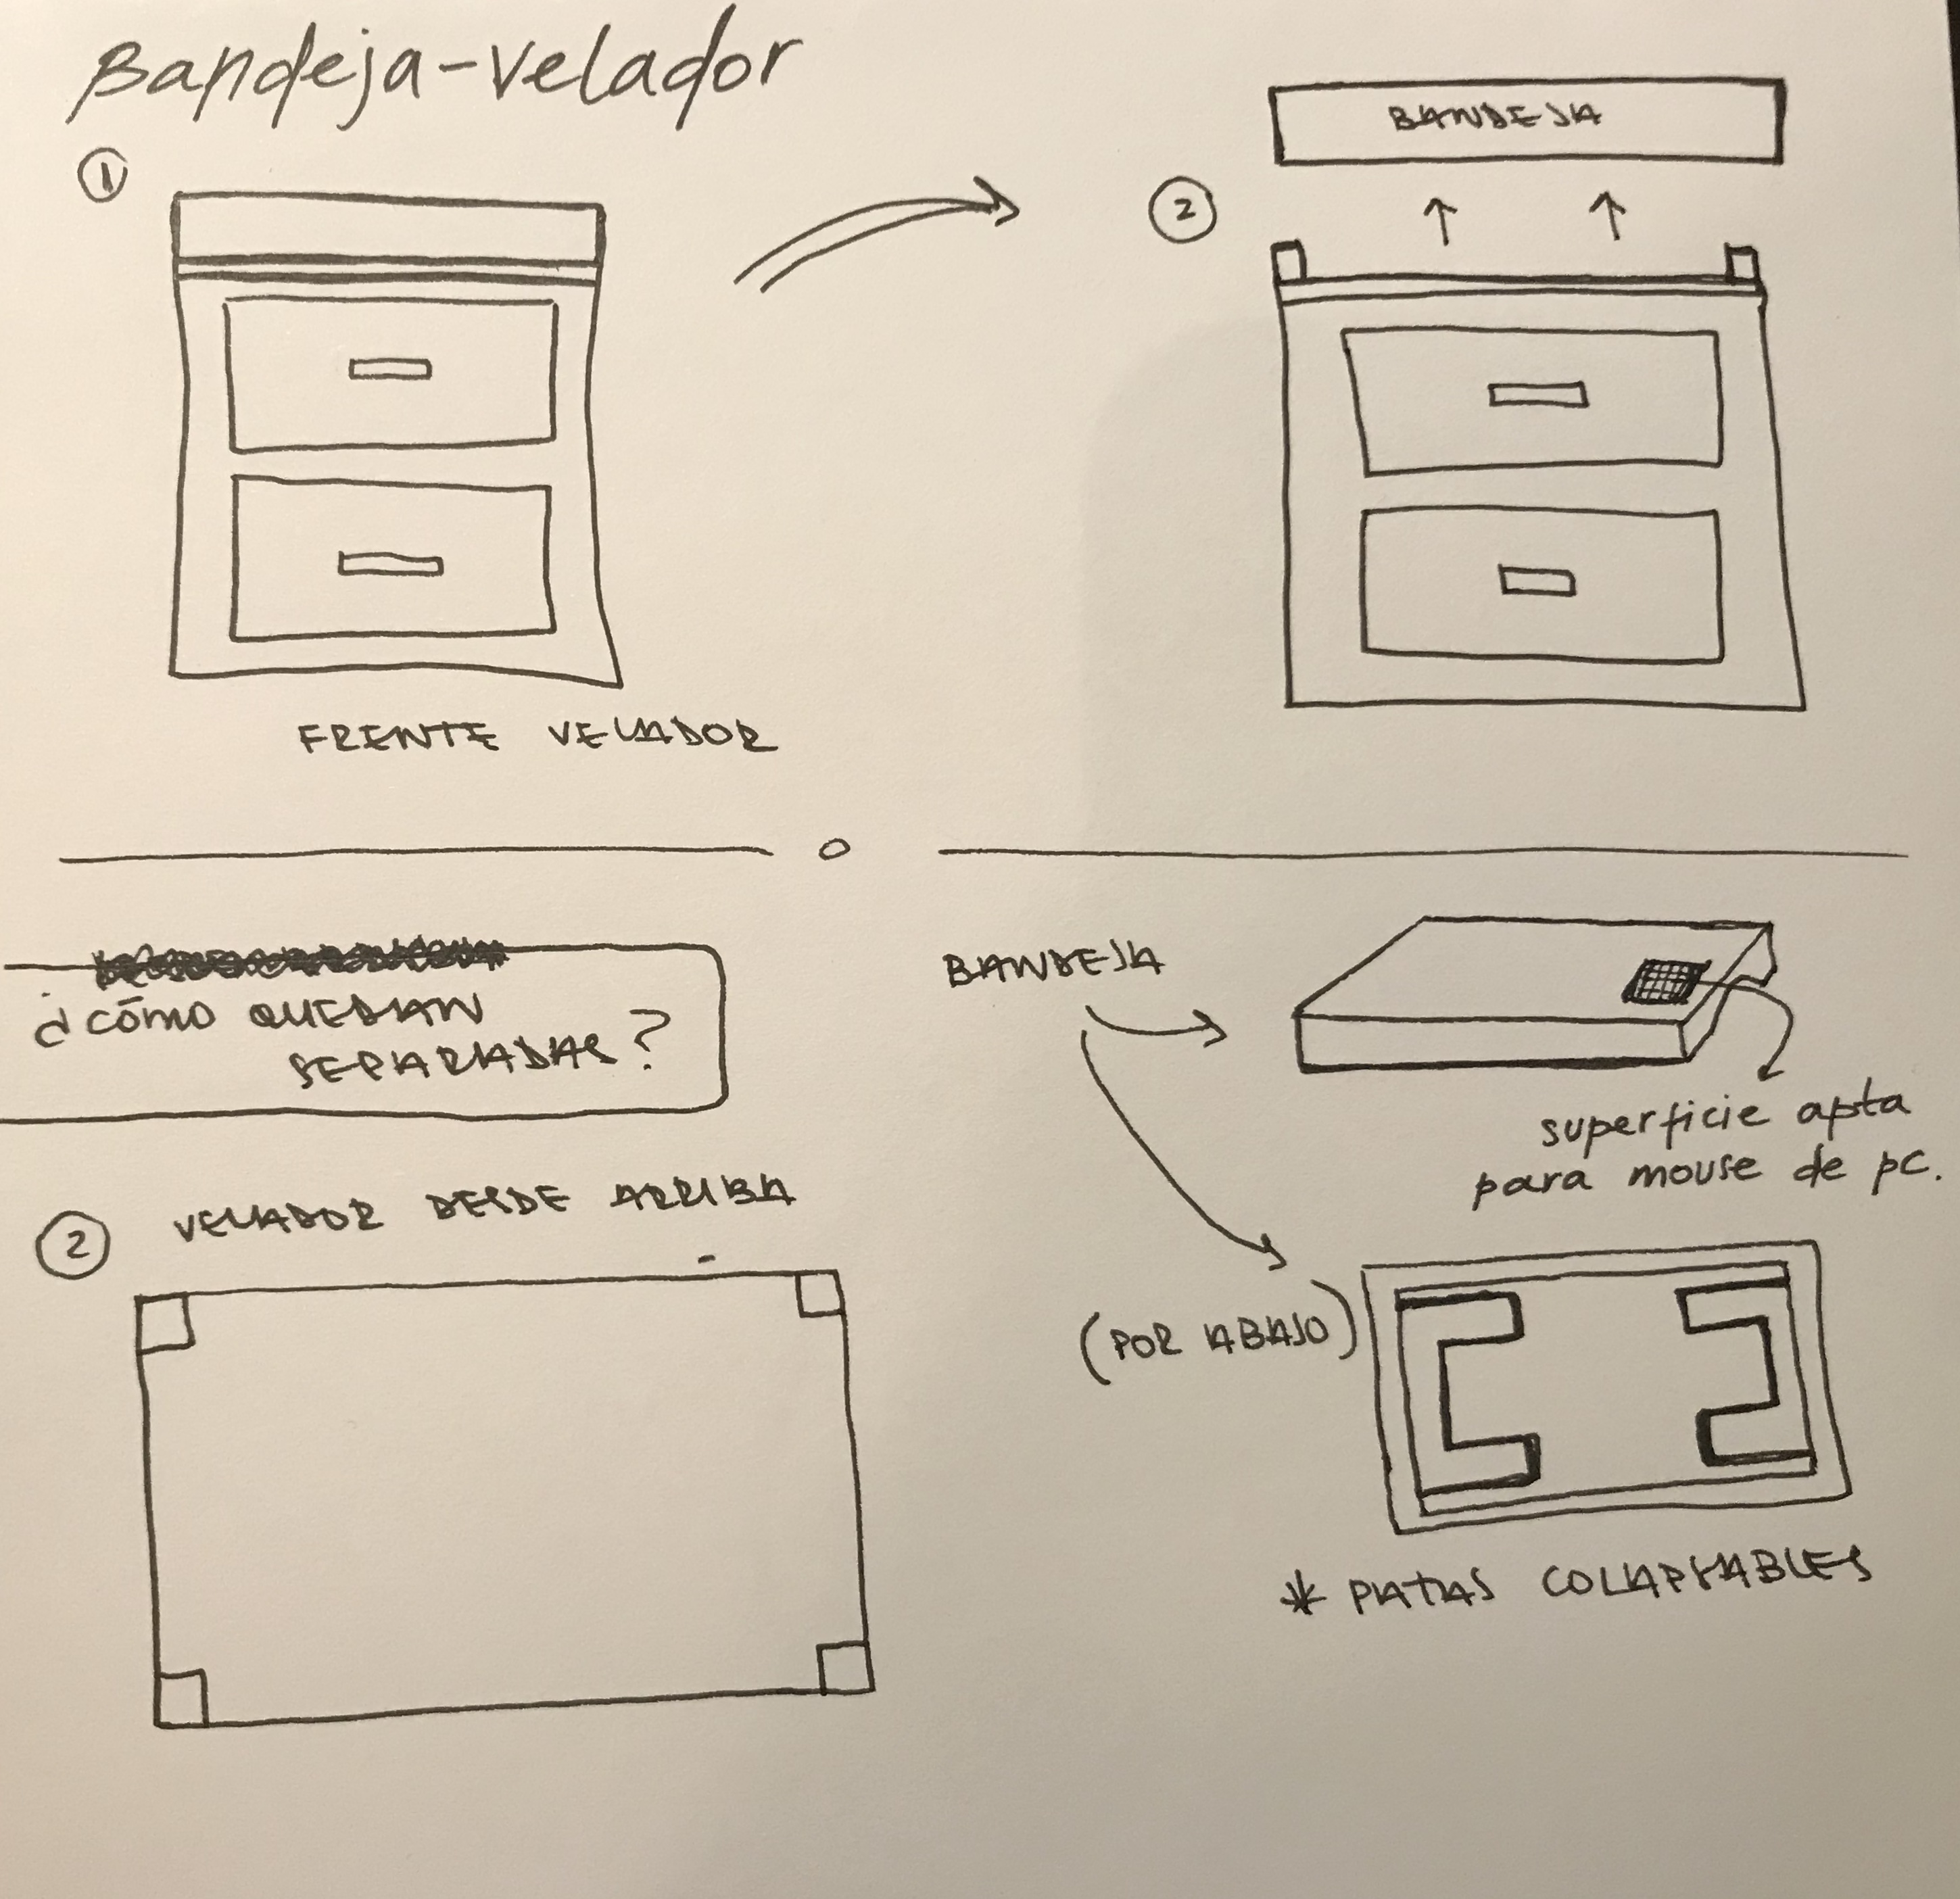 Bandeja-velador
1
BANDEJA
2
FRENTE VELADOR
¿CÓMO QUEDAN
SEPARADAS?
BANDEJA
superficie apta
para mouse de pc.
2 VELADOR DESDE ARRIBA
(POR ABAJO)
* PATAS COLAPSABLES